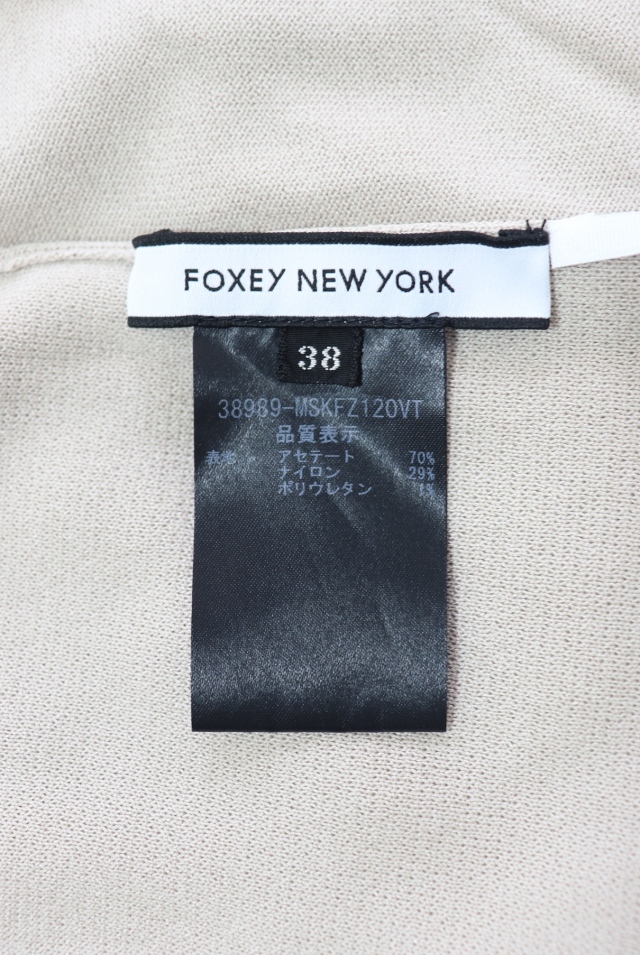 FOXEY NEW YORK
38
38989-MSKFZ120VT
品質表示
表地 アセテート 70%
ナイロン 29%
ポリウレタン 1%